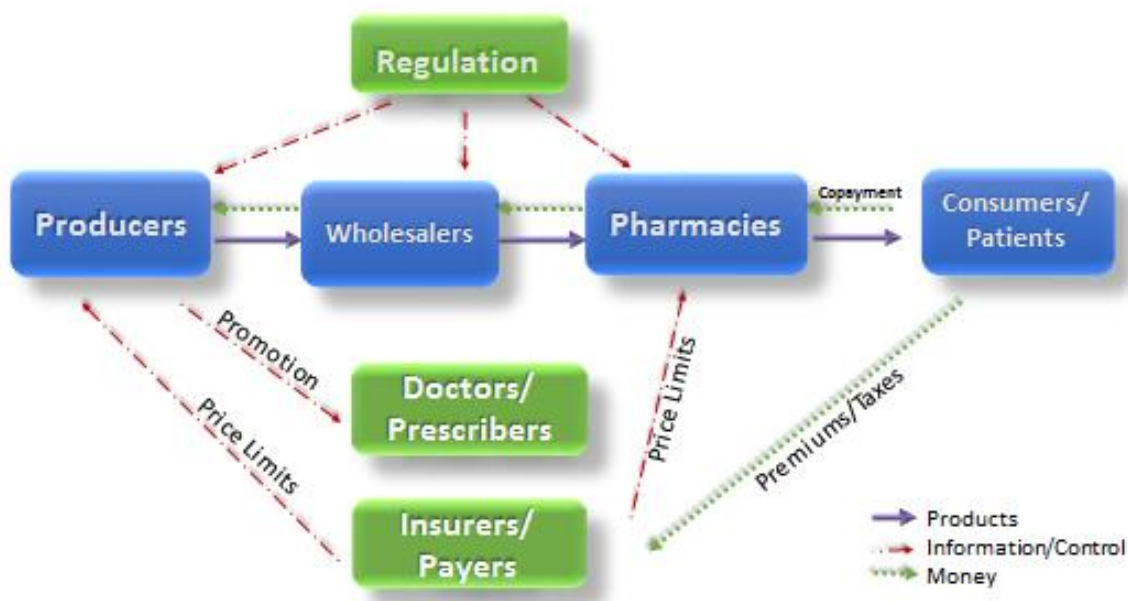 Regulation
Copayment
Producers
Wholesalers
Pharmacies
Consumers/
Patients
Promotion
Price Limits
Doctors/
Prescribers
Price Limits
Premiums/Taxes
Insurers/
Payers
Products
Information/Control
Money